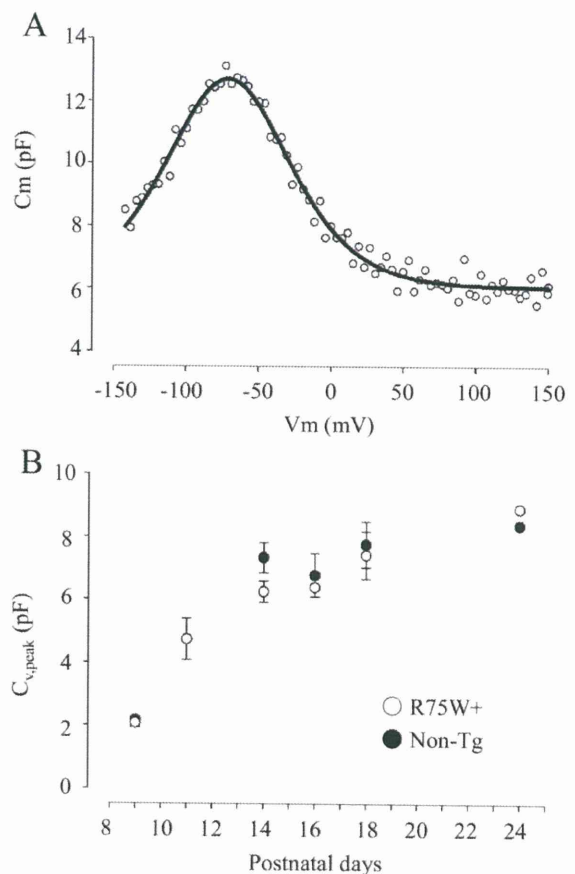 A
14
12
10
8
6
4
Cm (pF)
-150 -100 -50 0 50 100 150
Vm (mV)
B
10
8
6
4
2
0
Cv,peak (pF)
R75W+
Non-Tg
8 10 12 14 16 18 20 22 24
Postnatal days